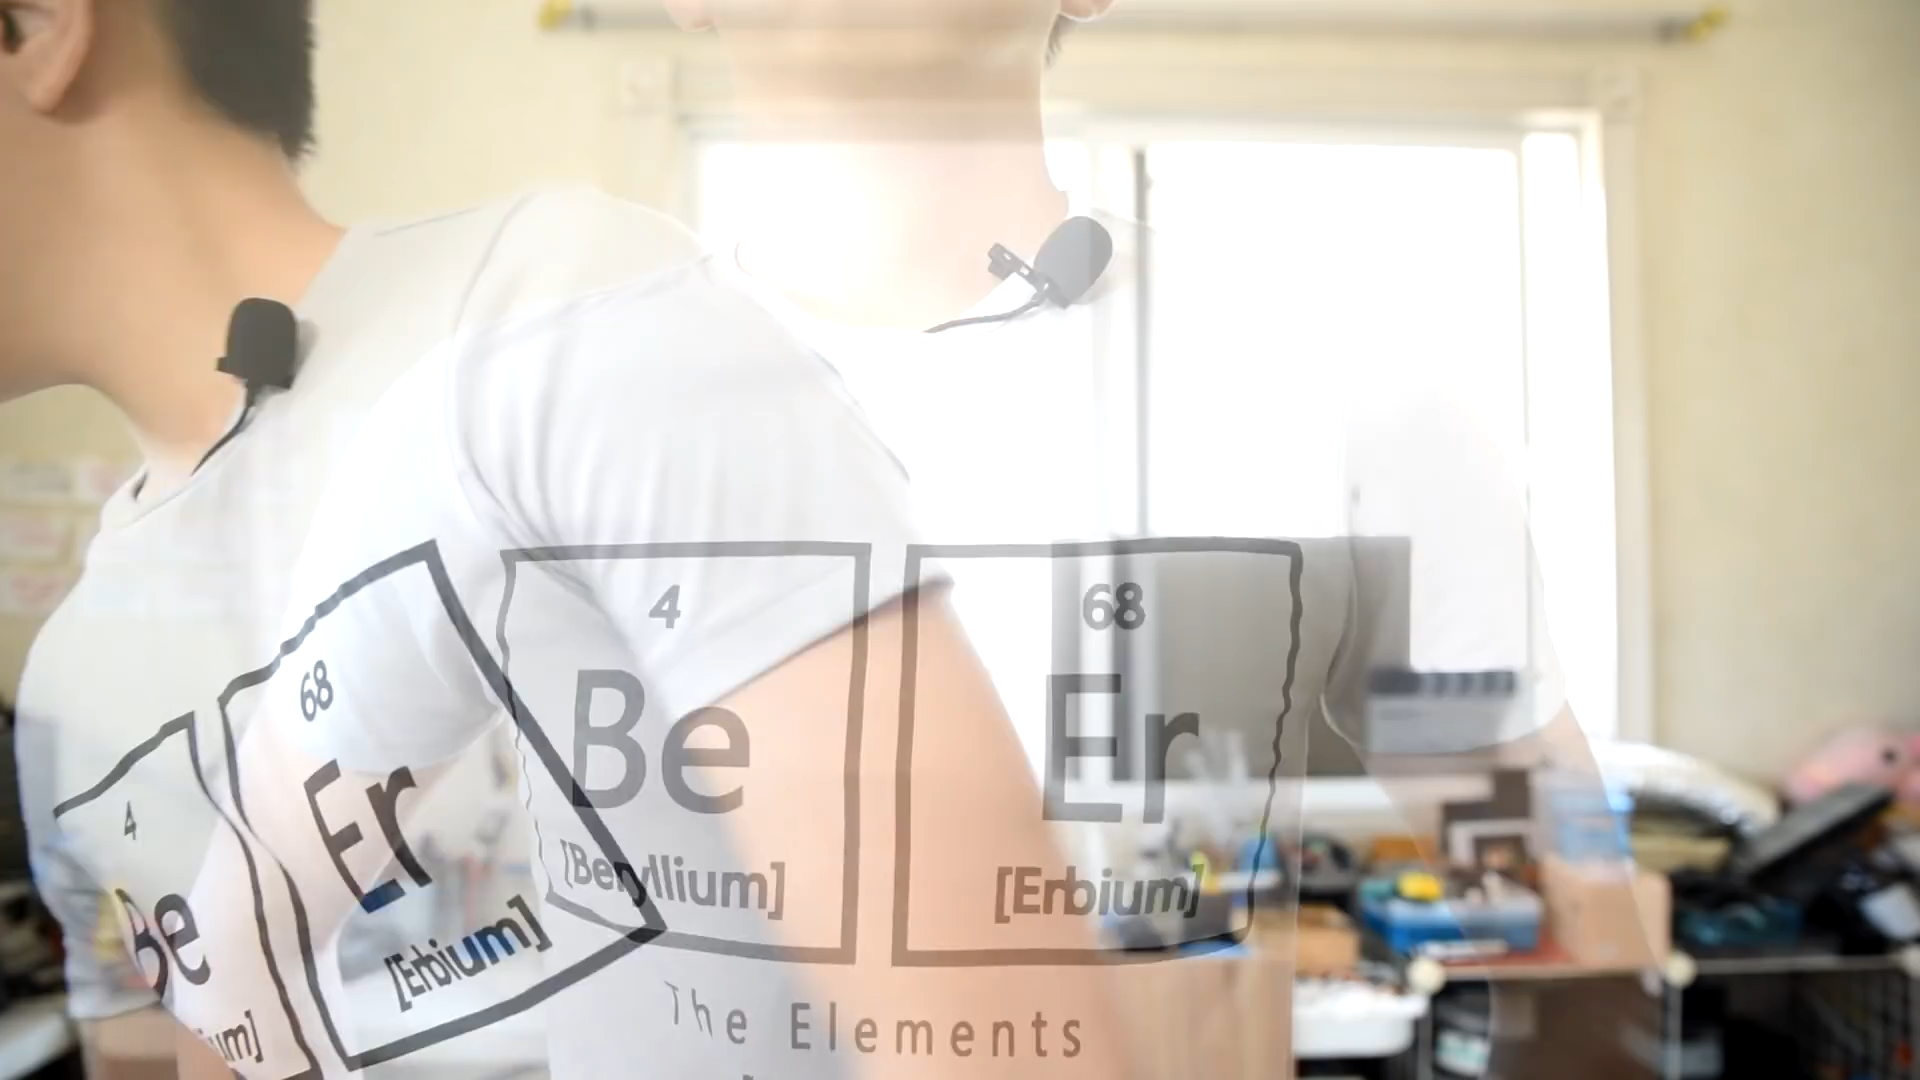 4
68
Be
Er
[Beryllium]
[Erbium]
The Elements
68
4
Er
Be
[Erbium]